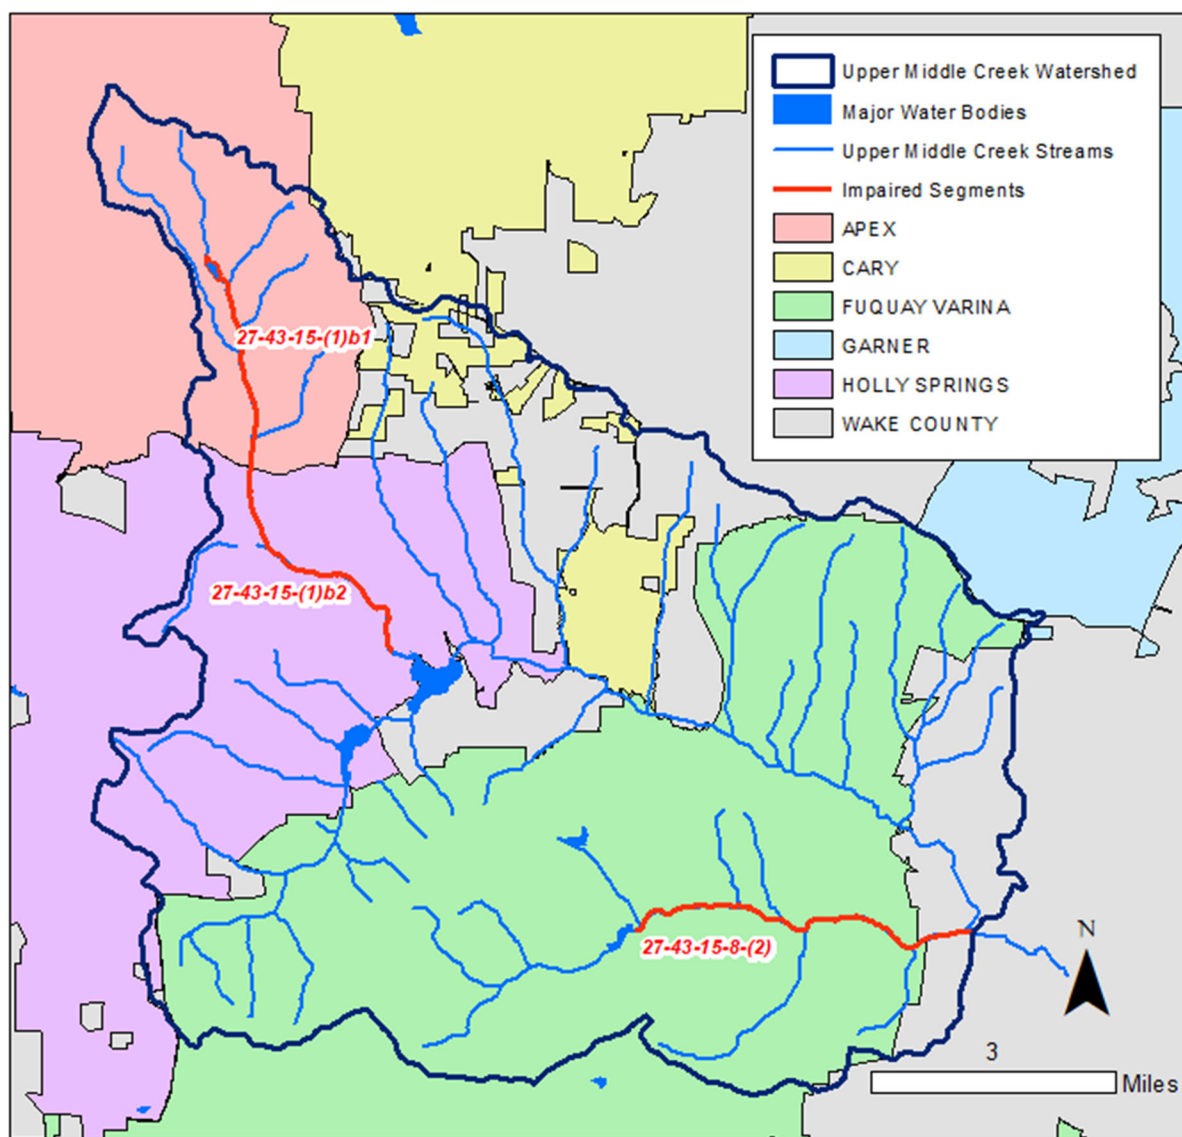 Upper Middle Creek Watershed
Major Water Bodies
Upper Middle Creek Streams
Impaired Segments
APEX
CARY
FUQUAY VARINA
GARNER
HOLLY SPRINGS
WAKE COUNTY
27-43-15-(1)b1
27-43-15-(1)b2
27-43-15-8-(2)
N
3
Miles